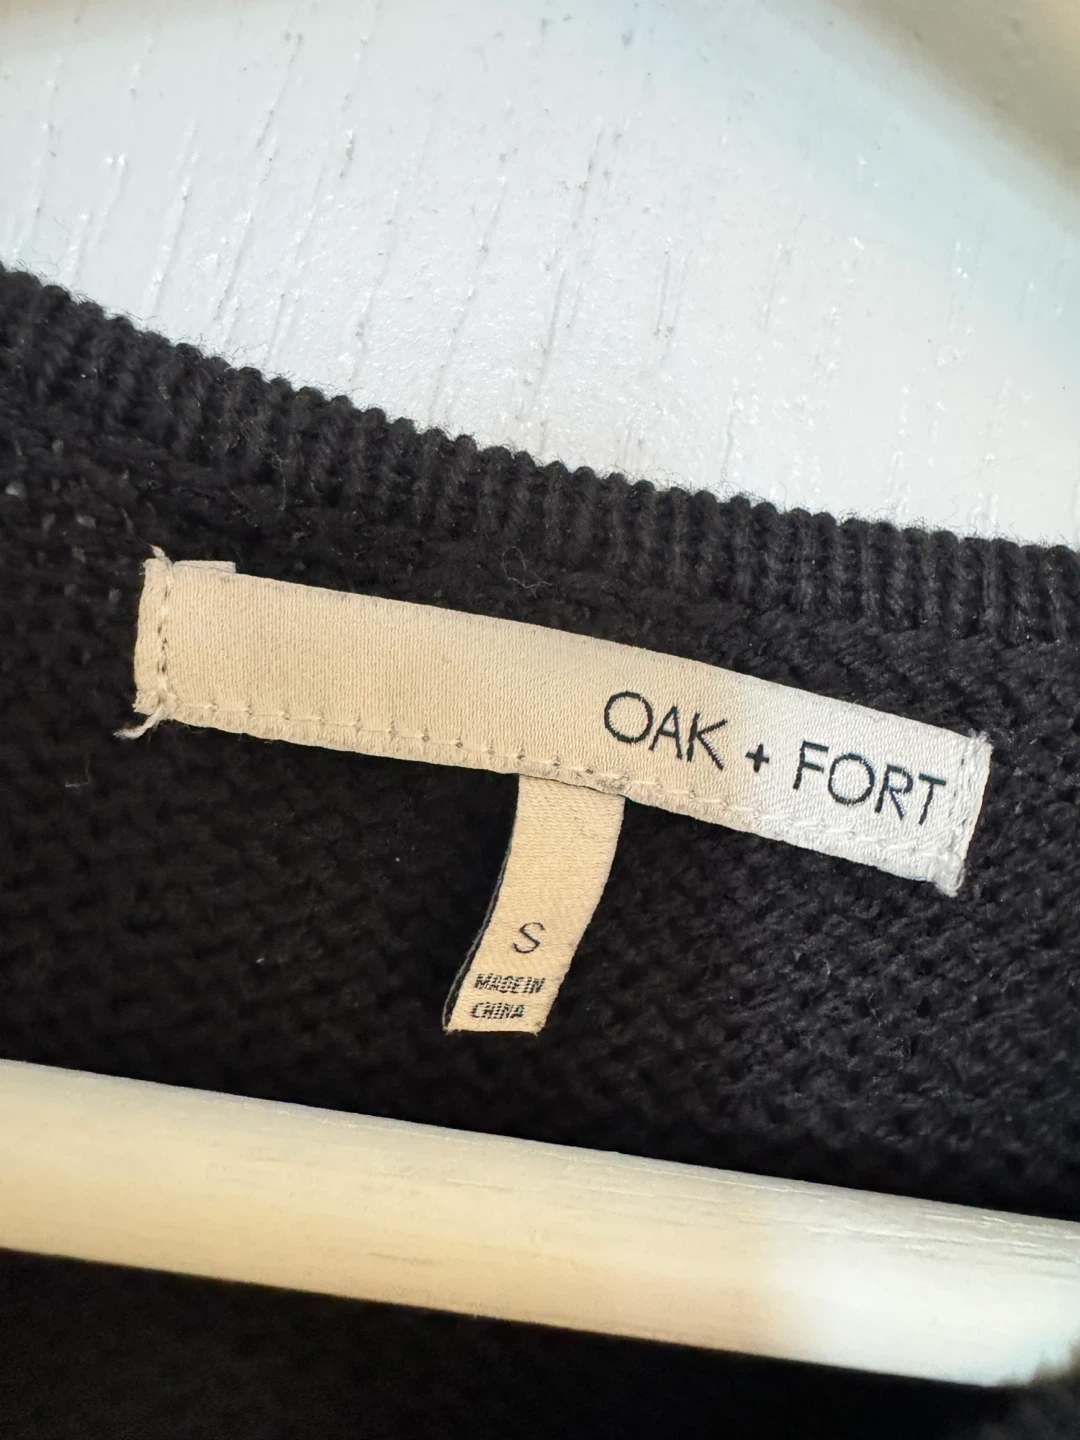 OAK + FORT
S
MADE IN
CHINA